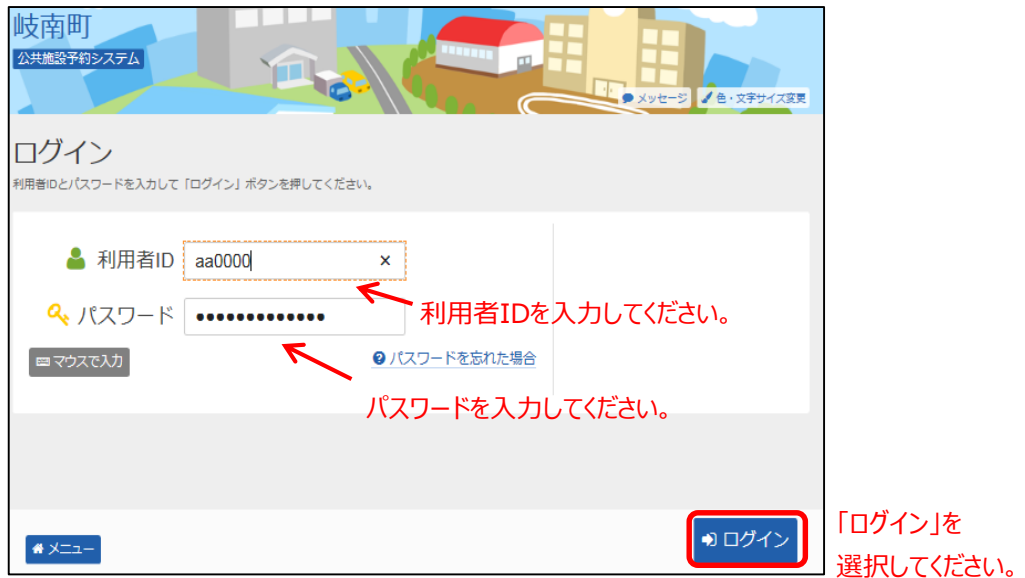 岐南町
公共施設予約システム
メッセージ 色・文字サイズ変更
ログイン
利用者IDとパスワードを入力して「ログイン」ボタンを押してください。
利用者ID aa0000 ×
利用者IDを入力してください。
パスワード •••••••••••••
マウスで入力 パスワードを忘れた場合
パスワードを入力してください。
メニュー ログイン
「ログイン」を
選択してください。